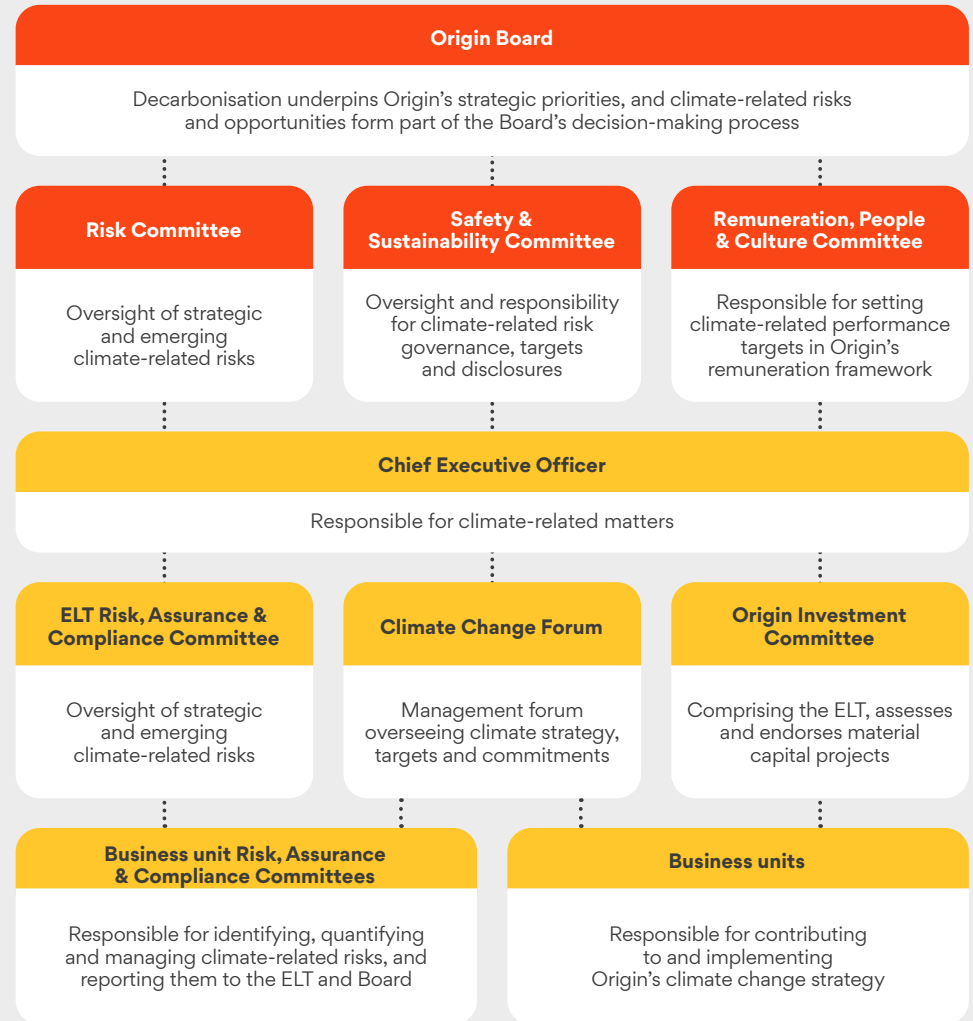 Origin Board
Decarbonisation underpins Origin’s strategic priorities, and climate-related risks
and opportunities form part of the Board’s decision-making process
Risk Committee
Oversight of strategic
and emerging
climate-related risks
Safety &
Sustainability Committee
Oversight and responsibility
for climate-related risk
governance, targets
and disclosures
Remuneration, People
& Culture Committee
Responsible for setting
climate-related performance
targets in Origin’s
remuneration framework
Chief Executive Officer
Responsible for climate-related matters
ELT Risk, Assurance &
Compliance Committee
Oversight of strategic
and emerging
climate-related risks
Climate Change Forum
Management forum
overseeing climate strategy,
targets and commitments
Origin Investment
Committee
Comprising the ELT, assesses
and endorses material
capital projects
Business unit Risk, Assurance
& Compliance Committees
Responsible for identifying, quantifying
and managing climate-related risks, and
reporting them to the ELT and Board
Business units
Responsible for contributing
to and implementing
Origin’s climate change strategy